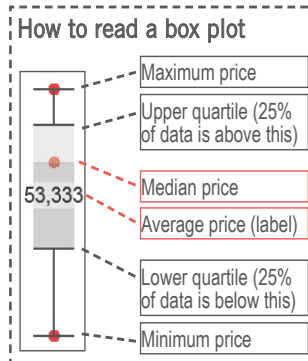 How to read a box plot
Maximum price
Upper quartile (25%
of data is above this)
Median price
53,333
Average price (label)
Lower quartile (25%
of data is below this)
Minimum price